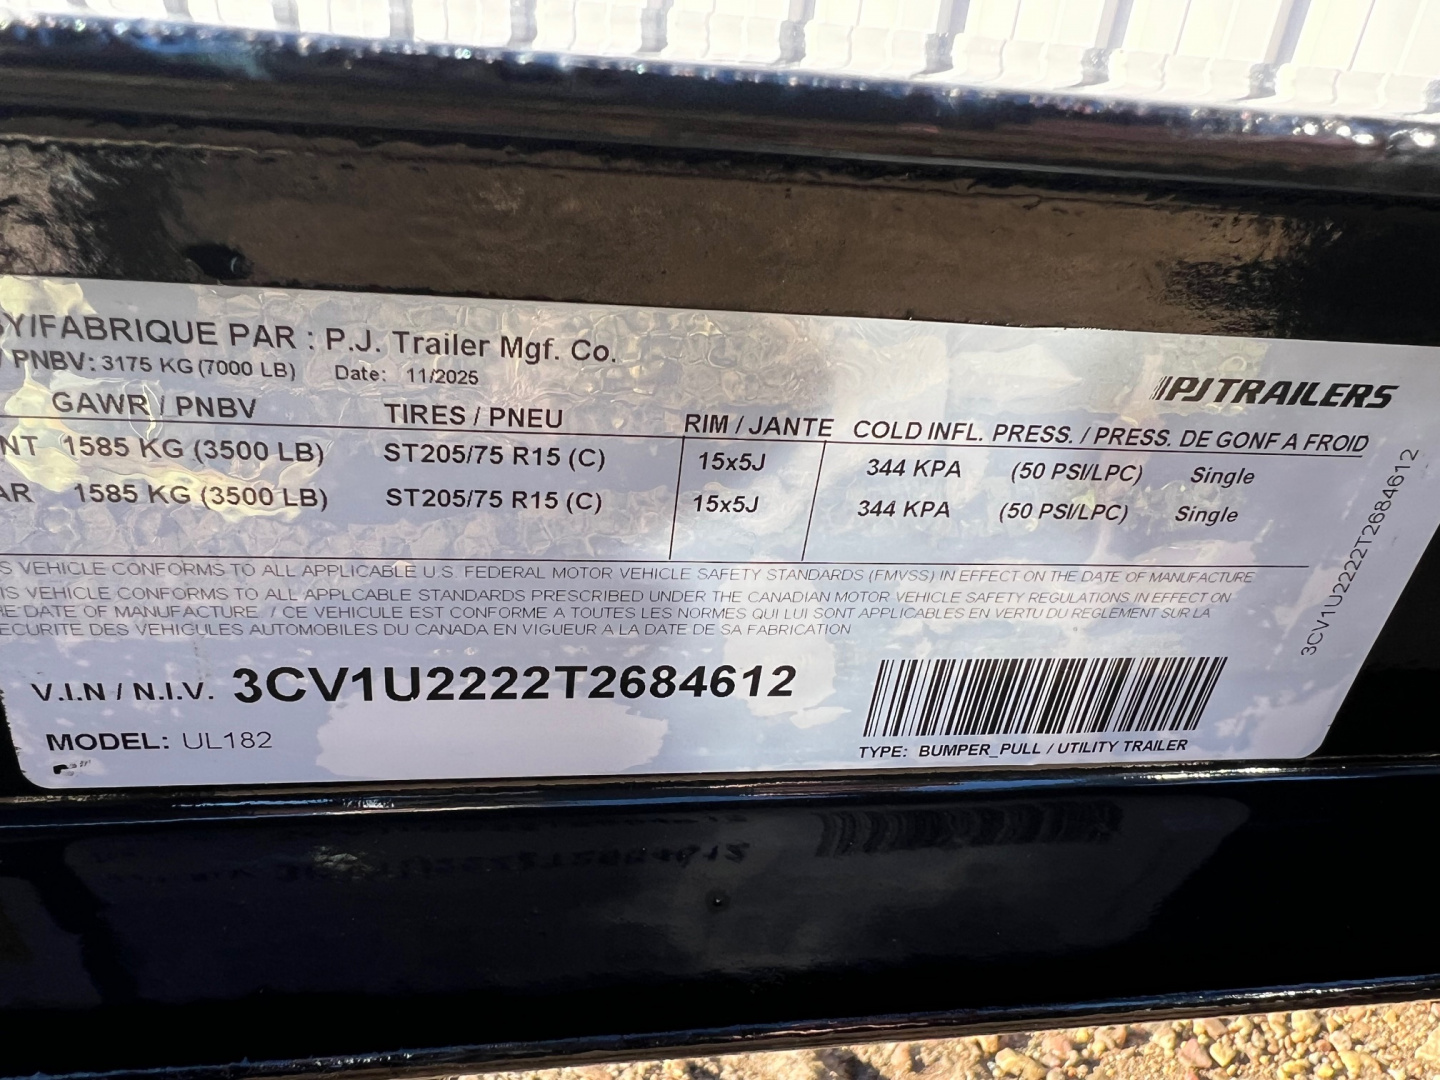 Y/FABRIQUE PAR : P.J. Trailer Mfg. Co.
/ PNBV: 3175 KG (7000 LB) Date: 11/2025
PJTRAILERS
GAWR / PNBV TIRES / PNEU RIM / JANTE COLD INFL. PRESS. / PRESS. DE GONF A FROID
NT 1585 KG (3500 LB) ST205/75 R15 (C) 15x5J 344 KPA (50 PSI/LPC) Single
AR 1585 KG (3500 LB) ST205/75 R15 (C) 15x5J 344 KPA (50 PSI/LPC) Single
S VEHICLE CONFORMS TO ALL APPLICABLE U.S. FEDERAL MOTOR VEHICLE SAFETY STANDARDS (FMVSS) IN EFFECT ON THE DATE OF MANUFACTURE
IS VEHICLE CONFORMS TO ALL APPLCABLE STANDARDS PRESCRIBED UNDER THE CANADIAN MOTOR VEHICLE SAFETY REGULATIONS IN EFFECT ON
HE DATE OF MANUFACTURE. / CE VEHICULE EST CONFORME A TOUTES LES NORMES QUI LUI SONT APPLICABLES EN VERTU DU REGLEMENT SUR LA
ECURITE DES VEHICULES AUTOMOBILES DU CANADA EN VIGUEUR A LA DATE DE SA FABRICATION
V.I.N / N.I.V. 3CV1U2222T2684612
MODEL: UL182
TYPE: BUMPER_PULL / UTILITY TRAILER
3CV1U2222T2684612